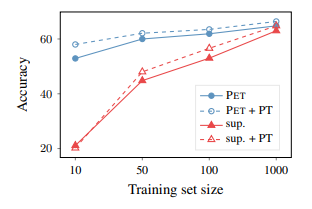 60
40
20
Accuracy
PET
PET + PT
sup.
sup. + PT
10 50 100 1000
Training set size